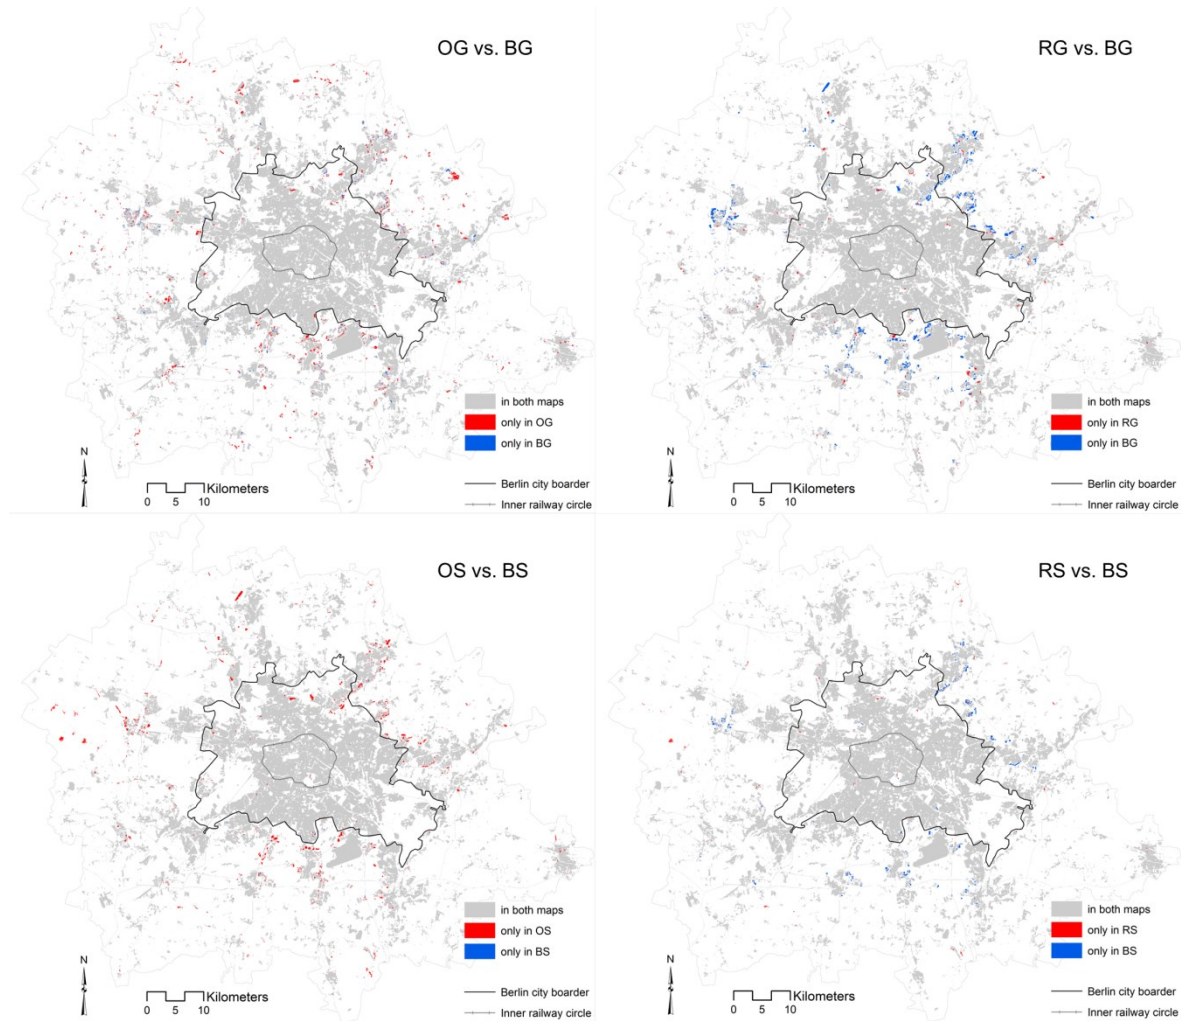 OG vs. BG
in both maps
only in OG
only in BG
N
Kilometers
0 5 10
Berlin city boarder
Inner railway circle
RG vs. BG
in both maps
only in RG
only in BG
N
Kilometers
0 5 10
Berlin city boarder
Inner railway circle
OS vs. BS
in both maps
only in OS
only in BS
N
Kilometers
0 5 10
Berlin city boarder
Inner railway circle
RS vs. BS
in both maps
only in RS
only in BS
N
Kilometers
0 5 10
Berlin city boarder
Inner railway circle